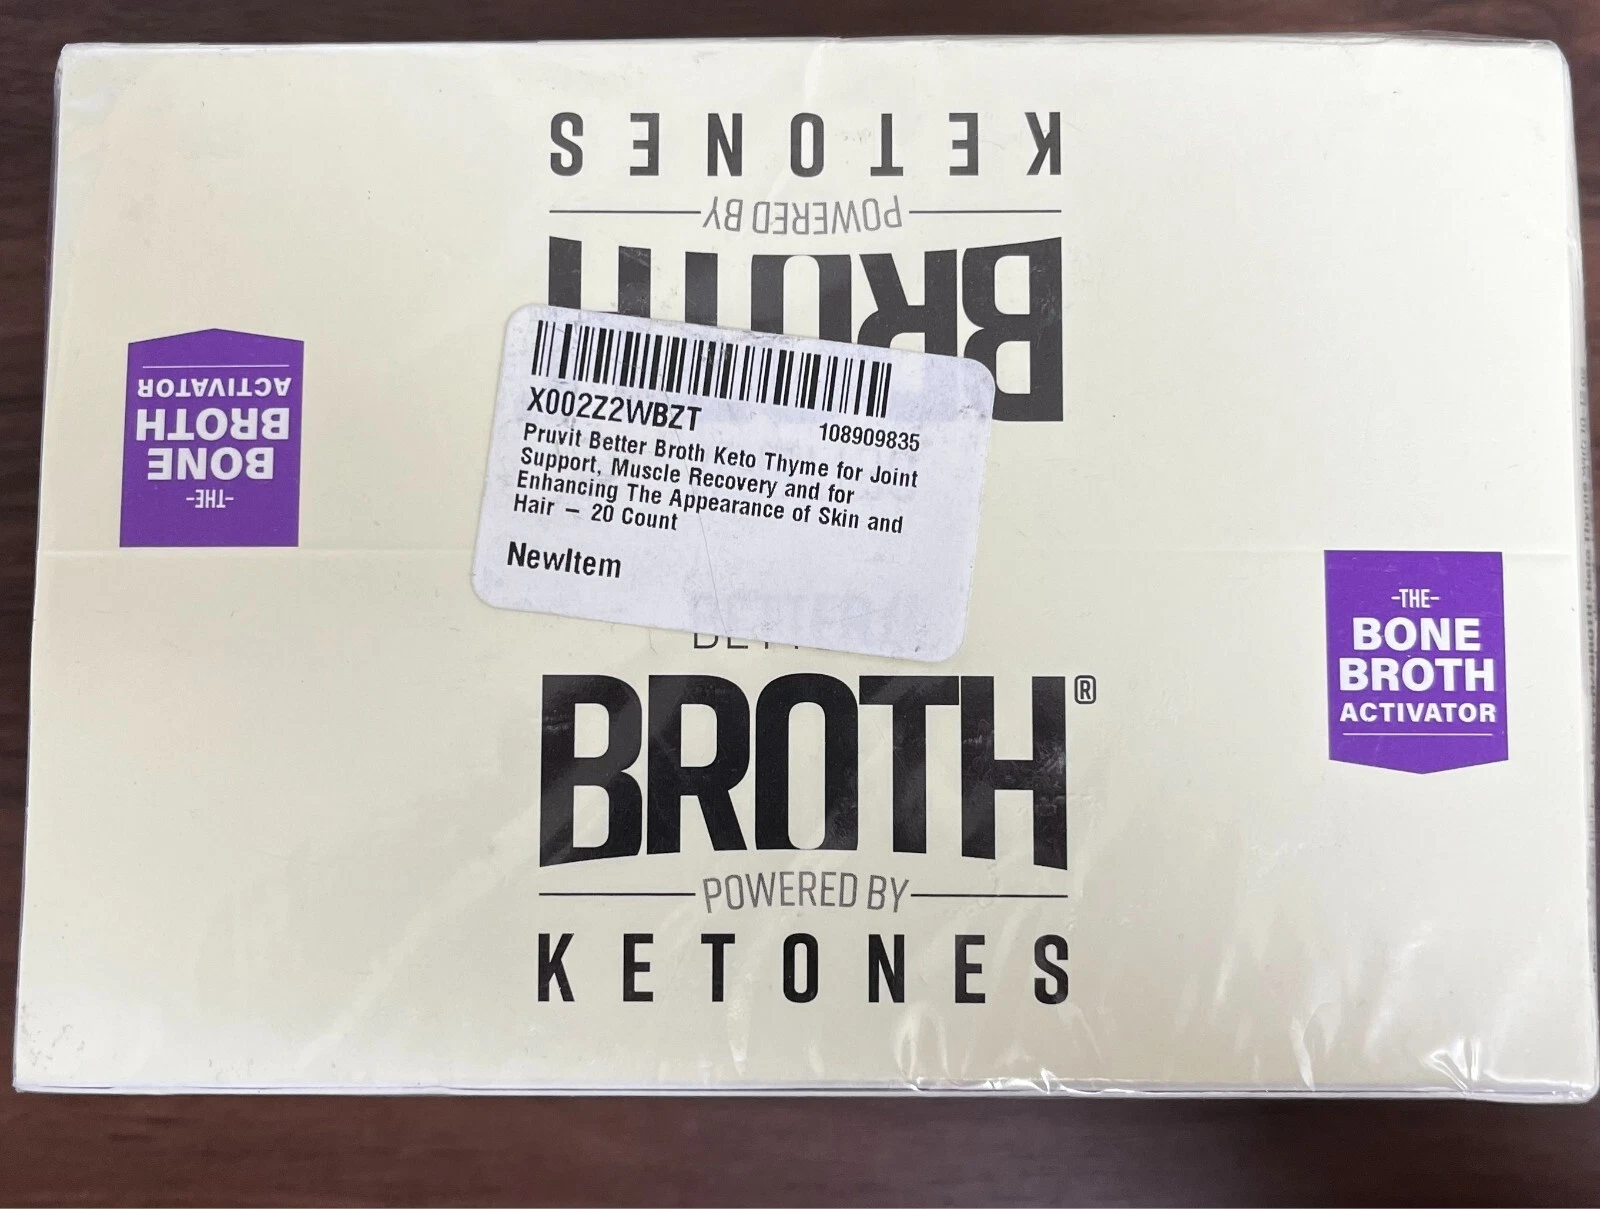 KETONES
POWERED BY
BROTH
-THE-
BONE
BROTH
ACTIVATOR
X002Z2WBZT
108909835
Pruvit Better Broth Keto Thyme for Joint
Support, Muscle Recovery and for
Enhancing The Appearance of Skin and
Hair – 20 Count
NewItem
BROTH®
POWERED BY
KETONES
-THE-
BONE
BROTH
ACTIVATOR